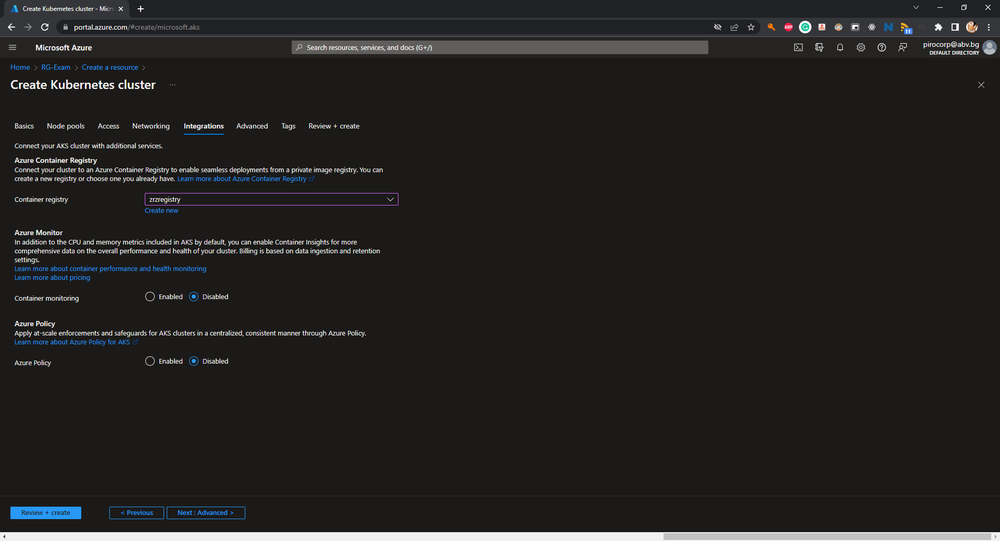 Create Kubernetes cluster - Micro
portal.azure.com/#create/microsoft.aks
ABP
11
Microsoft Azure
Search resources, services, and docs (G+/)
pirocorp@abv.bg
DEFAULT DIRECTORY
Home > RG-Exam > Create a resource >
Create Kubernetes cluster ...
Basics Node pools Access Networking Integrations Advanced Tags Review + create
Connect your AKS cluster with additional services.
Azure Container Registry
Connect your cluster to an Azure Container Registry to enable seamless deployments from a private image registry. You can
create a new registry or choose one you already have. Learn more about Azure Container Registry
Container registry
zrzregistry
Create new
Azure Monitor
In addition to the CPU and memory metrics included in AKS by default, you can enable Container Insights for more
comprehensive data on the overall performance and health of your cluster. Billing is based on data ingestion and retention
settings.
Learn more about container performance and health monitoring
Learn more about pricing
Container monitoring Enabled Disabled
Azure Policy
Apply at-scale enforcements and safeguards for AKS clusters in a centralized, consistent manner through Azure Policy.
Learn more about Azure Policy for AKS
Azure Policy Enabled Disabled
Review + create < Previous Next : Advanced >